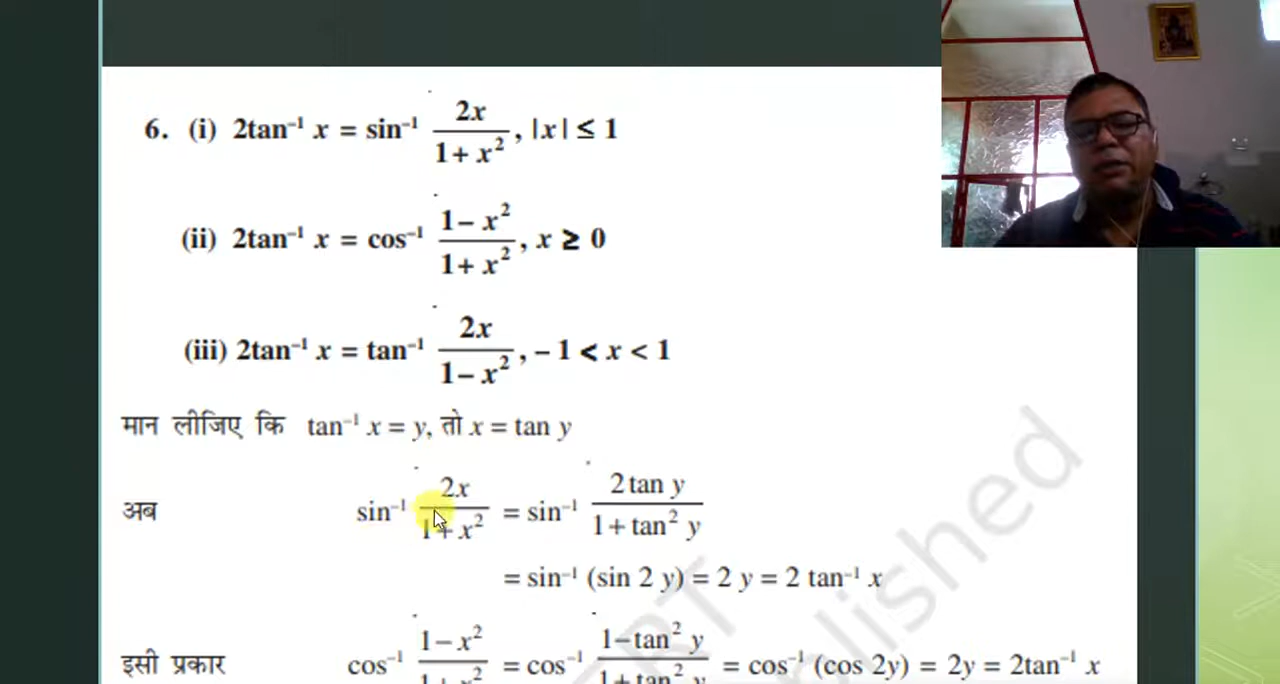 6. (i) 2tan⁻¹ x = sin⁻¹ 2x/(1 + x²), |x| ≤ 1
(ii) 2tan⁻¹ x = cos⁻¹ (1 – x²)/(1 + x²), x ≥ 0
(iii) 2tan⁻¹ x = tan⁻¹ 2x/(1 – x²), – 1 < x < 1
मान लीजिए कि tan⁻¹ x = y, तो x = tan y
अब sin⁻¹ 2x/(1 + x²) = sin⁻¹ 2 tan y/(1 + tan² y)
= sin⁻¹ (sin 2 y) = 2 y = 2 tan⁻¹ x
इसी प्रकार cos⁻¹ (1 – x²)/(1 + x²) = cos⁻¹ (1 – tan² y)/(1 + tan² y) = cos⁻¹ (cos 2y) = 2y = 2tan⁻¹ x